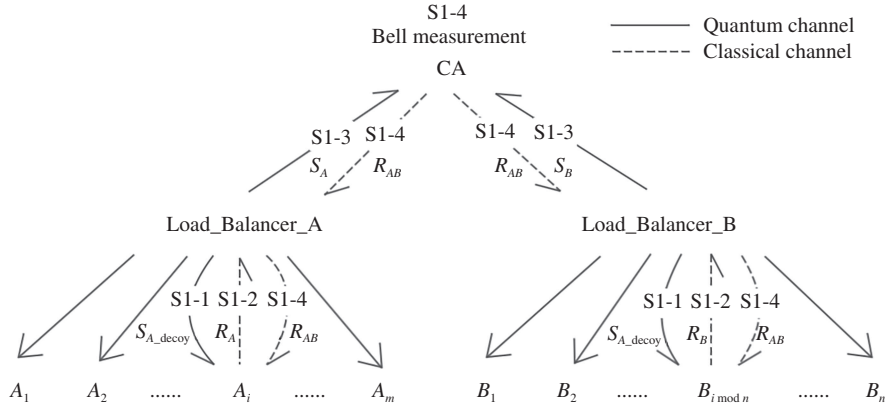 S1-4
Bell measurement
CA
Quantum channel
Classical channel
S1-3 S1-4
S_A R_AB
S1-4 S1-3
R_AB S_B
Load_Balancer_A
Load_Balancer_B
S1-1 S1-2 S1-4
S_A_decoy R_A R_AB
S1-1 S1-2 S1-4
S_A_decoy R_B R_AB
A_1 A_2 ...... A_i ...... A_m
B_1 B_2 ...... B_i mod n ...... B_n